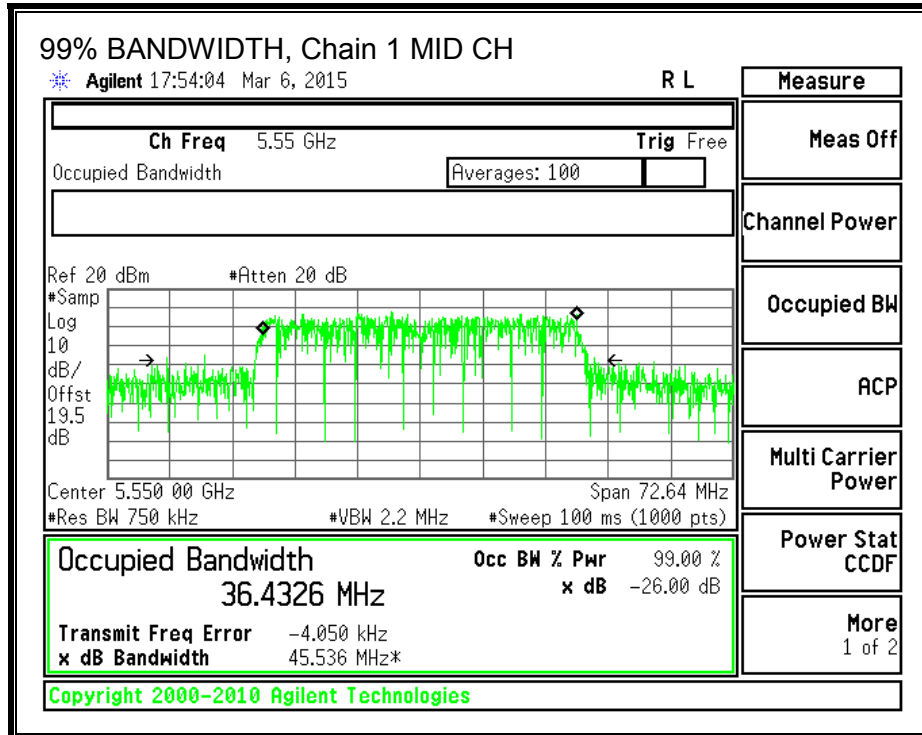 99% BANDWIDTH, Chain 1 MID CH
Agilent 17:54:04 Mar 6, 2015 R L
Measure
Ch Freq 5.55 GHz Trig Free
Meas Off
Occupied Bandwidth Averages: 100
Channel Power
Ref 20 dBm #Atten 20 dB
#Samp
Log
10
dB/
Offst
19.5
dB
Occupied BW
ACP
Center 5.550 00 GHz Span 72.64 MHz
#Res BW 750 kHz #VBW 2.2 MHz #Sweep 100 ms (1000 pts)
Multi Carrier
Power
Occupied Bandwidth Occ BW % Pwr 99.00 %
36.4326 MHz x dB -26.00 dB
Power Stat
CCDF
Transmit Freq Error -4.050 kHz
x dB Bandwidth 45.536 MHz*
More
1 of 2
Copyright 2000-2010 Agilent Technologies